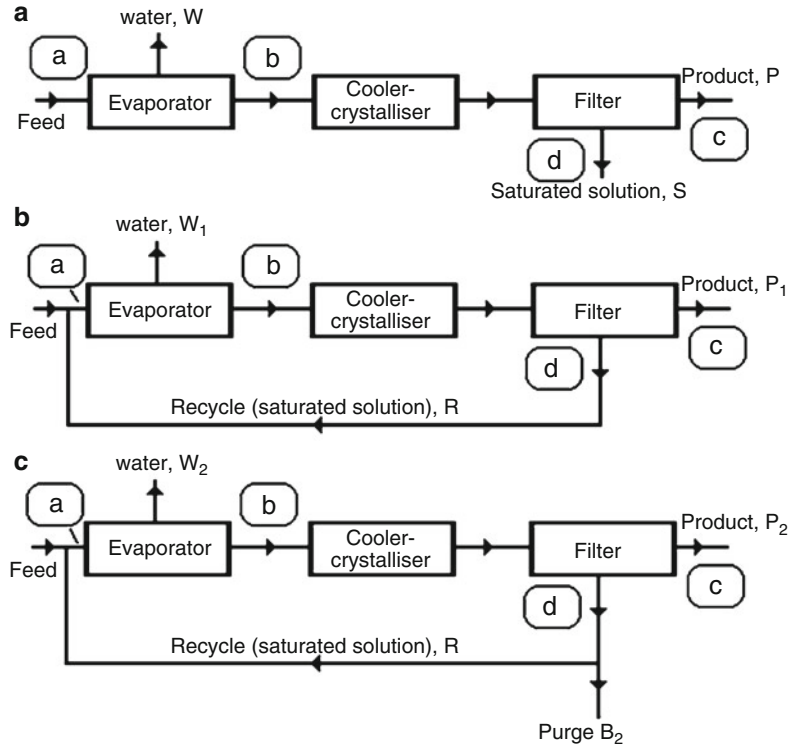 a
water, W
a
b
Evaporator
Cooler-
crystalliser
Filter
Product, P
Feed
d
c
Saturated solution, S
b
water, W₁
a
b
Evaporator
Cooler-
crystalliser
Filter
Product, P₁
Feed
d
c
Recycle (saturated solution), R
c
water, W₂
a
b
Evaporator
Cooler-
crystalliser
Filter
Product, P₂
Feed
d
c
Recycle (saturated solution), R
Purge B₂